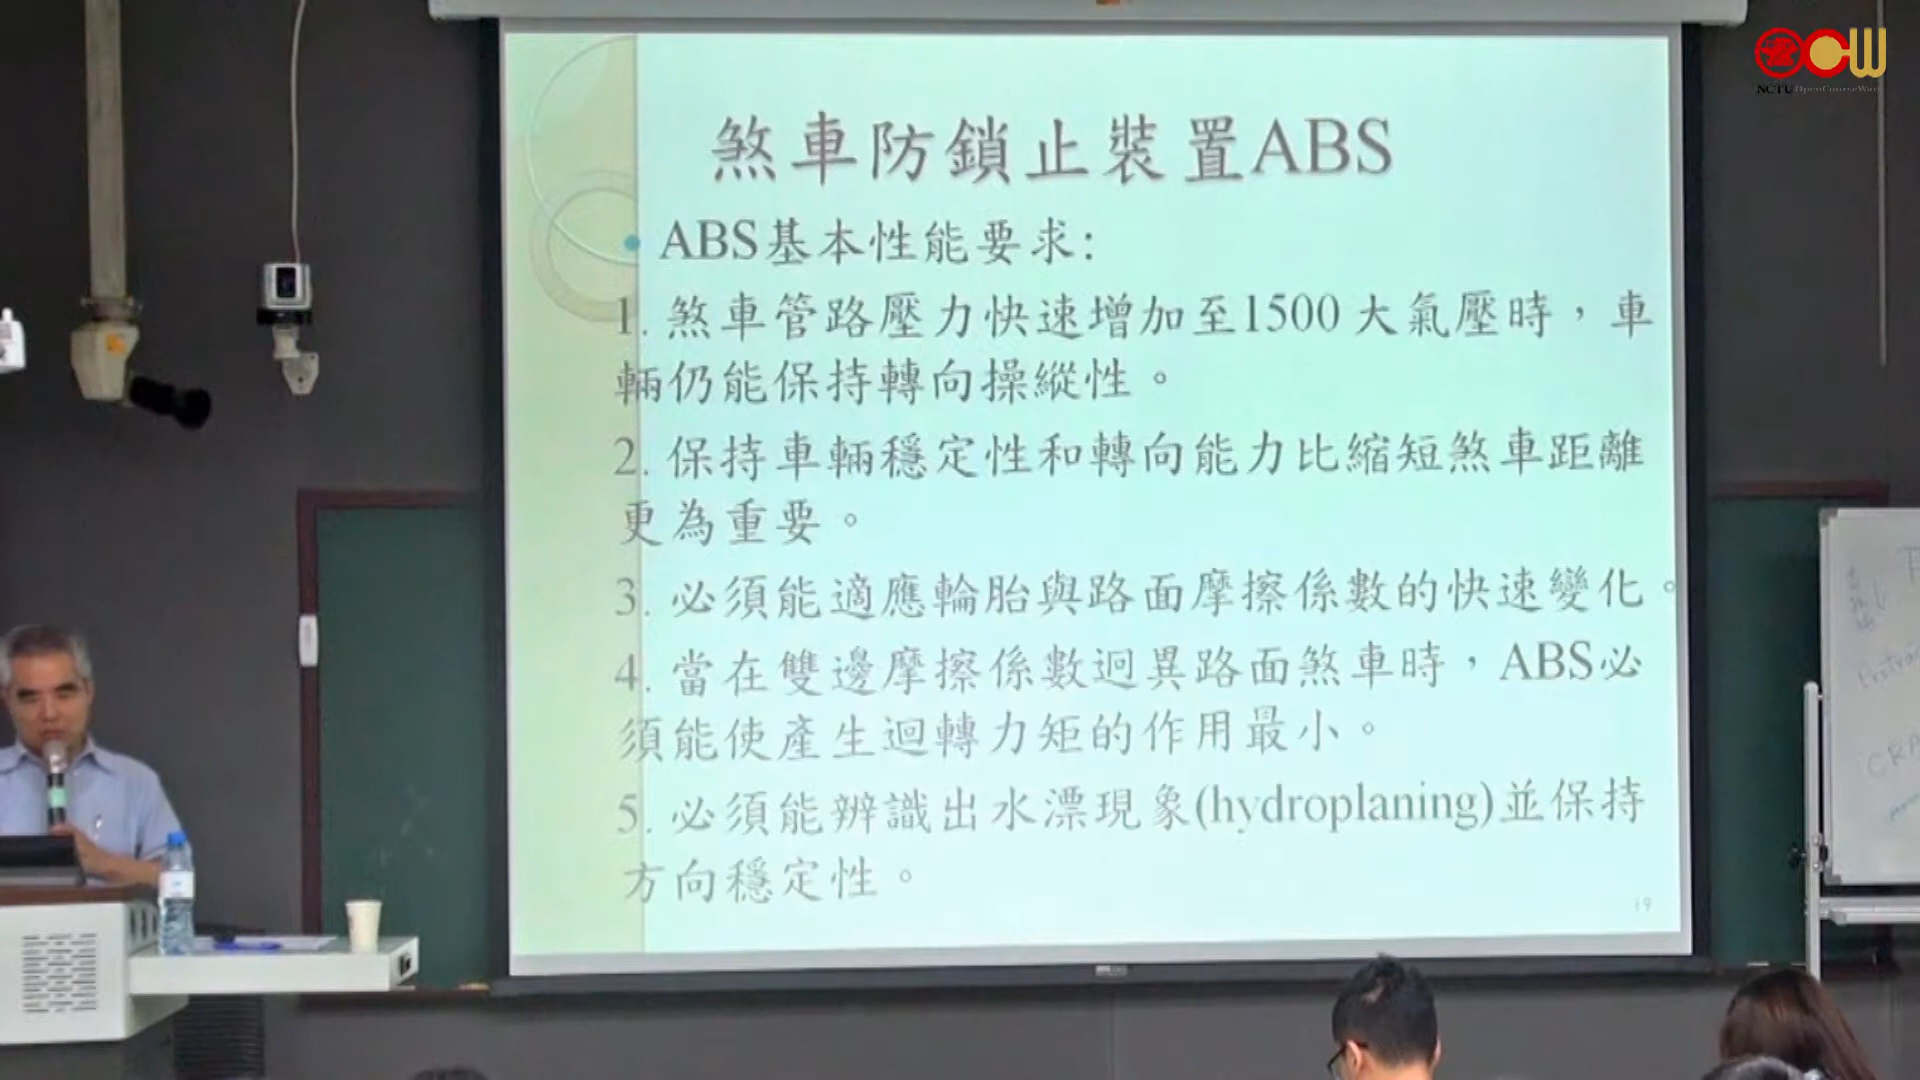 NCTU OpenCourseWare
煞車防鎖止裝置ABS
ABS基本性能要求:
1. 煞車管路壓力快速增加至1500 大氣壓時，車
輛仍能保持轉向操縱性。
2. 保持車輛穩定性和轉向能力比縮短煞車距離
更為重要。
3. 必須能適應輪胎與路面摩擦係數的快速變化。
4. 當在雙邊摩擦係數迥異路面煞車時，ABS必
須能使產生迴轉力矩的作用最小。
5. 必須能辨識出水漂現象(hydroplaning)並保持
方向穩定性。
19